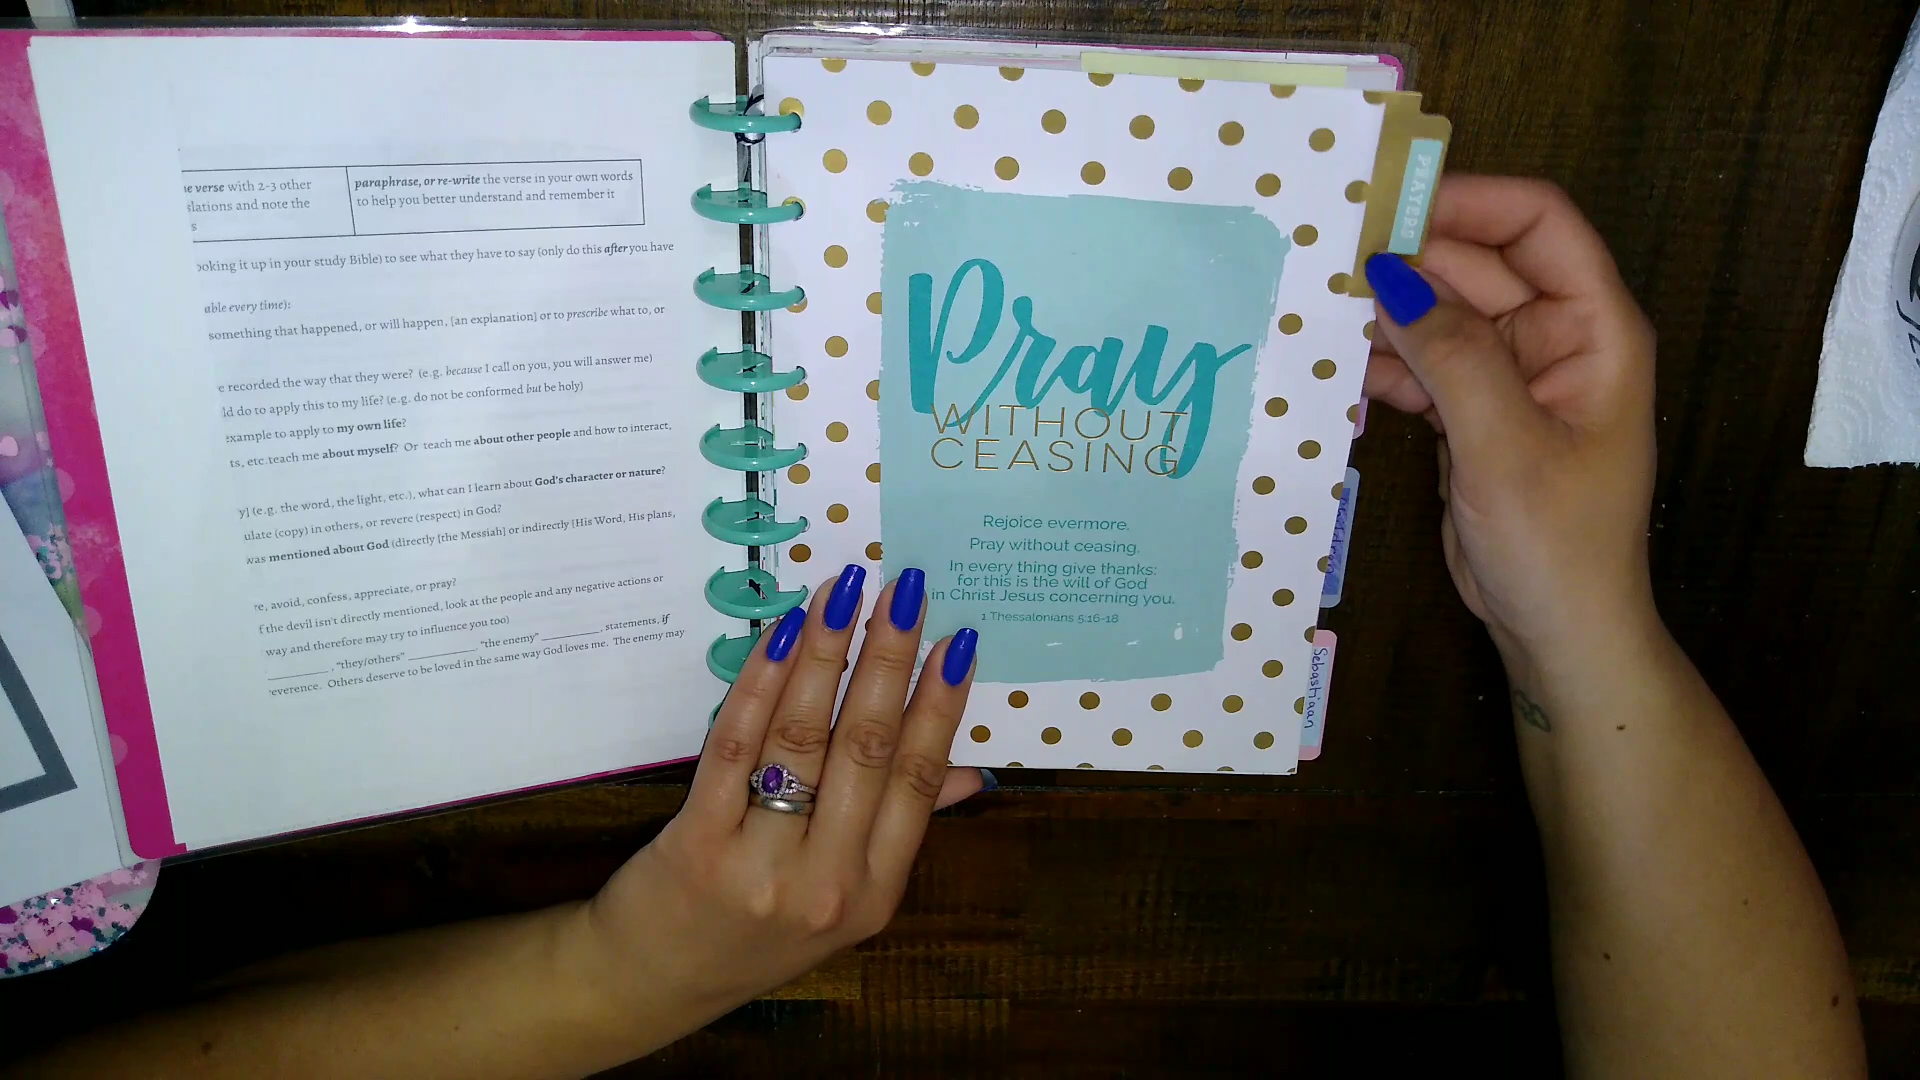 ie verse with 2-3 other
slations and note the
s
paraphrase, or re-write the verse in your own words
to help you better understand and remember it
ooking it up in your study Bible) to see what they have to say (only do this after you have
able every time):
something that happened, or will happen, [an explanation] or to prescribe what to, or
e recorded the way that they were? (e.g. because I call on you, you will answer me)
ld do to apply this to my life? (e.g. do not be conformed but be holy)
example to apply to my own life?
ts, etc.teach me about myself? Or teach me about other people and how to interact,
y] (e.g. the word, the light, etc.), what can I learn about God's character or nature?
ulate (copy) in others, or revere (respect) in God?
was mentioned about God (directly [the Messiah] or indirectly [His Word, His plans,
re, avoid, confess, appreciate, or pray?
f the devil isn't directly mentioned, look at the people and any negative actions or
way and therefore may try to influence you too)
__________, "they/others" __________, "the enemy" __________, statements, if
reverence. Others deserve to be loved in the same way God loves me. The enemy may
Pray
WITHOUT
CEASING
Rejoice evermore.
Pray without ceasing.
In every thing give thanks:
for this is the will of God
in Christ Jesus concerning you.
1 Thessalonians 5:16-18
PRAYERS
Sebastiaan